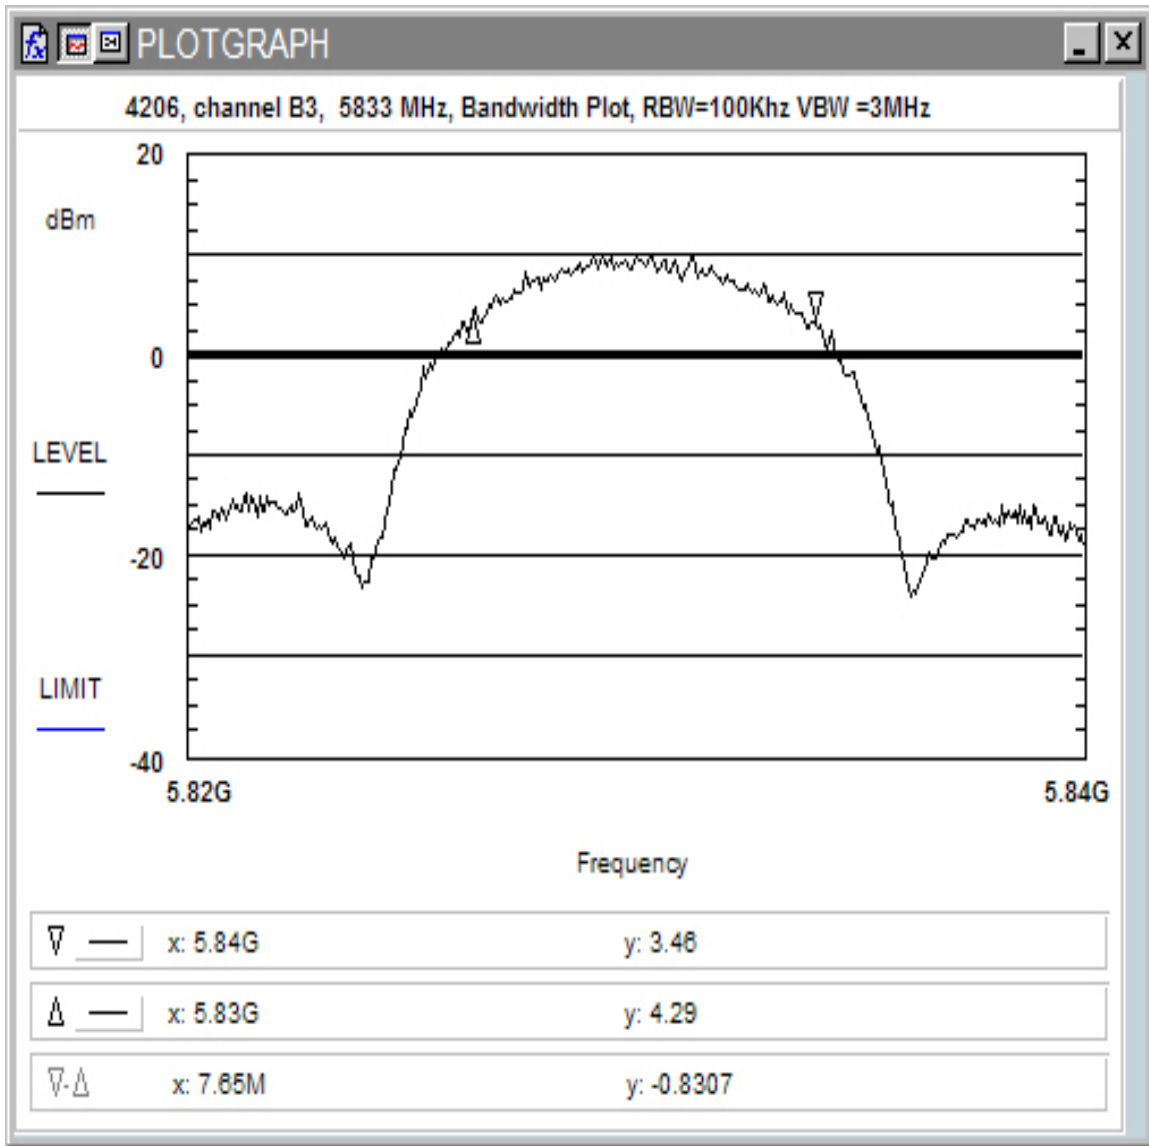 PLOTGRAPH
4206, channel B3, 5833 MHz, Bandwidth Plot, RBW=100Khz VBW =3MHz
20
dBm
0
LEVEL
-20
LIMIT
-40
5.82G 5.84G
Frequency
x: 5.84G y: 3.46
x: 5.83G y: 4.29
x: 7.65M y: -0.8307